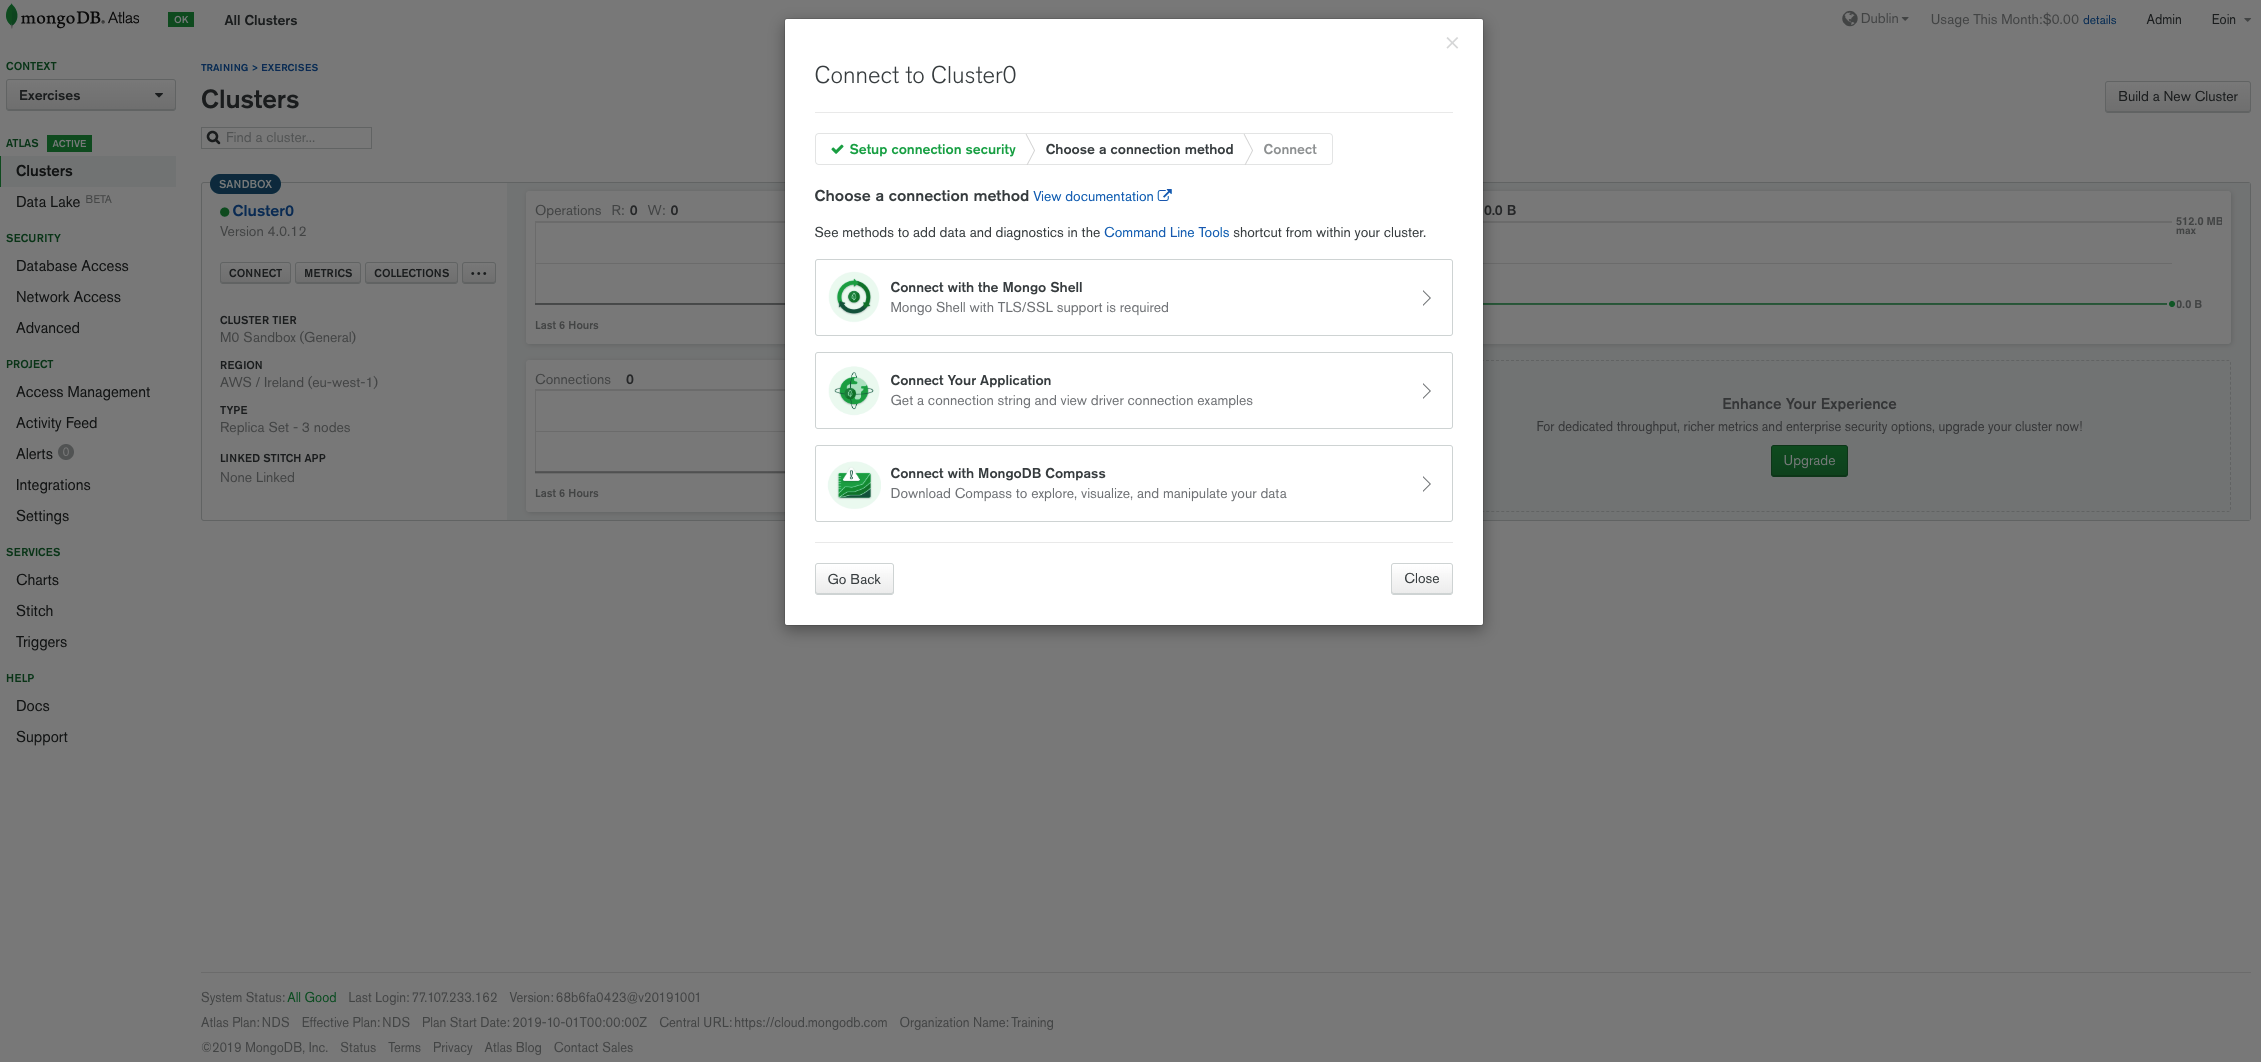 mongoDB. Atlas OK All Clusters Dublin Usage This Month:$0.00 details Admin Eoin
CONTEXT
Exercises
ATLAS ACTIVE
Clusters
Data Lake BETA
SECURITY
Database Access
Network Access
Advanced
PROJECT
Access Management
Activity Feed
Alerts 0
Integrations
Settings
SERVICES
Charts
Stitch
Triggers
HELP
Docs
Support
TRAINING > EXERCISES
Clusters
Build a New Cluster
Find a cluster...
SANDBOX
Cluster0
Version 4.0.12
CONNECT METRICS COLLECTIONS ...
CLUSTER TIER
M0 Sandbox (General)
REGION
AWS / Ireland (eu-west-1)
TYPE
Replica Set - 3 nodes
LINKED STITCH APP
None Linked
Operations R: 0 W: 0
Last 6 Hours
Connections 0
Last 6 Hours
0.0 B
512.0 MB
max
0.0 B
Enhance Your Experience
For dedicated throughput, richer metrics and enterprise security options, upgrade your cluster now!
Upgrade
Connect to Cluster0
Setup connection security Choose a connection method Connect
Choose a connection method View documentation
See methods to add data and diagnostics in the Command Line Tools shortcut from within your cluster.
Connect with the Mongo Shell
Mongo Shell with TLS/SSL support is required
Connect Your Application
Get a connection string and view driver connection examples
Connect with MongoDB Compass
Download Compass to explore, visualize, and manipulate your data
Go Back Close
System Status: All Good Last Login: 77.107.233.162 Version: 68b6fa0423@v20191001
Atlas Plan: NDS Effective Plan: NDS Plan Start Date: 2019-10-01T00:00:00Z Central URL: https://cloud.mongodb.com Organization Name: Training
©2019 MongoDB, Inc. Status Terms Privacy Atlas Blog Contact Sales